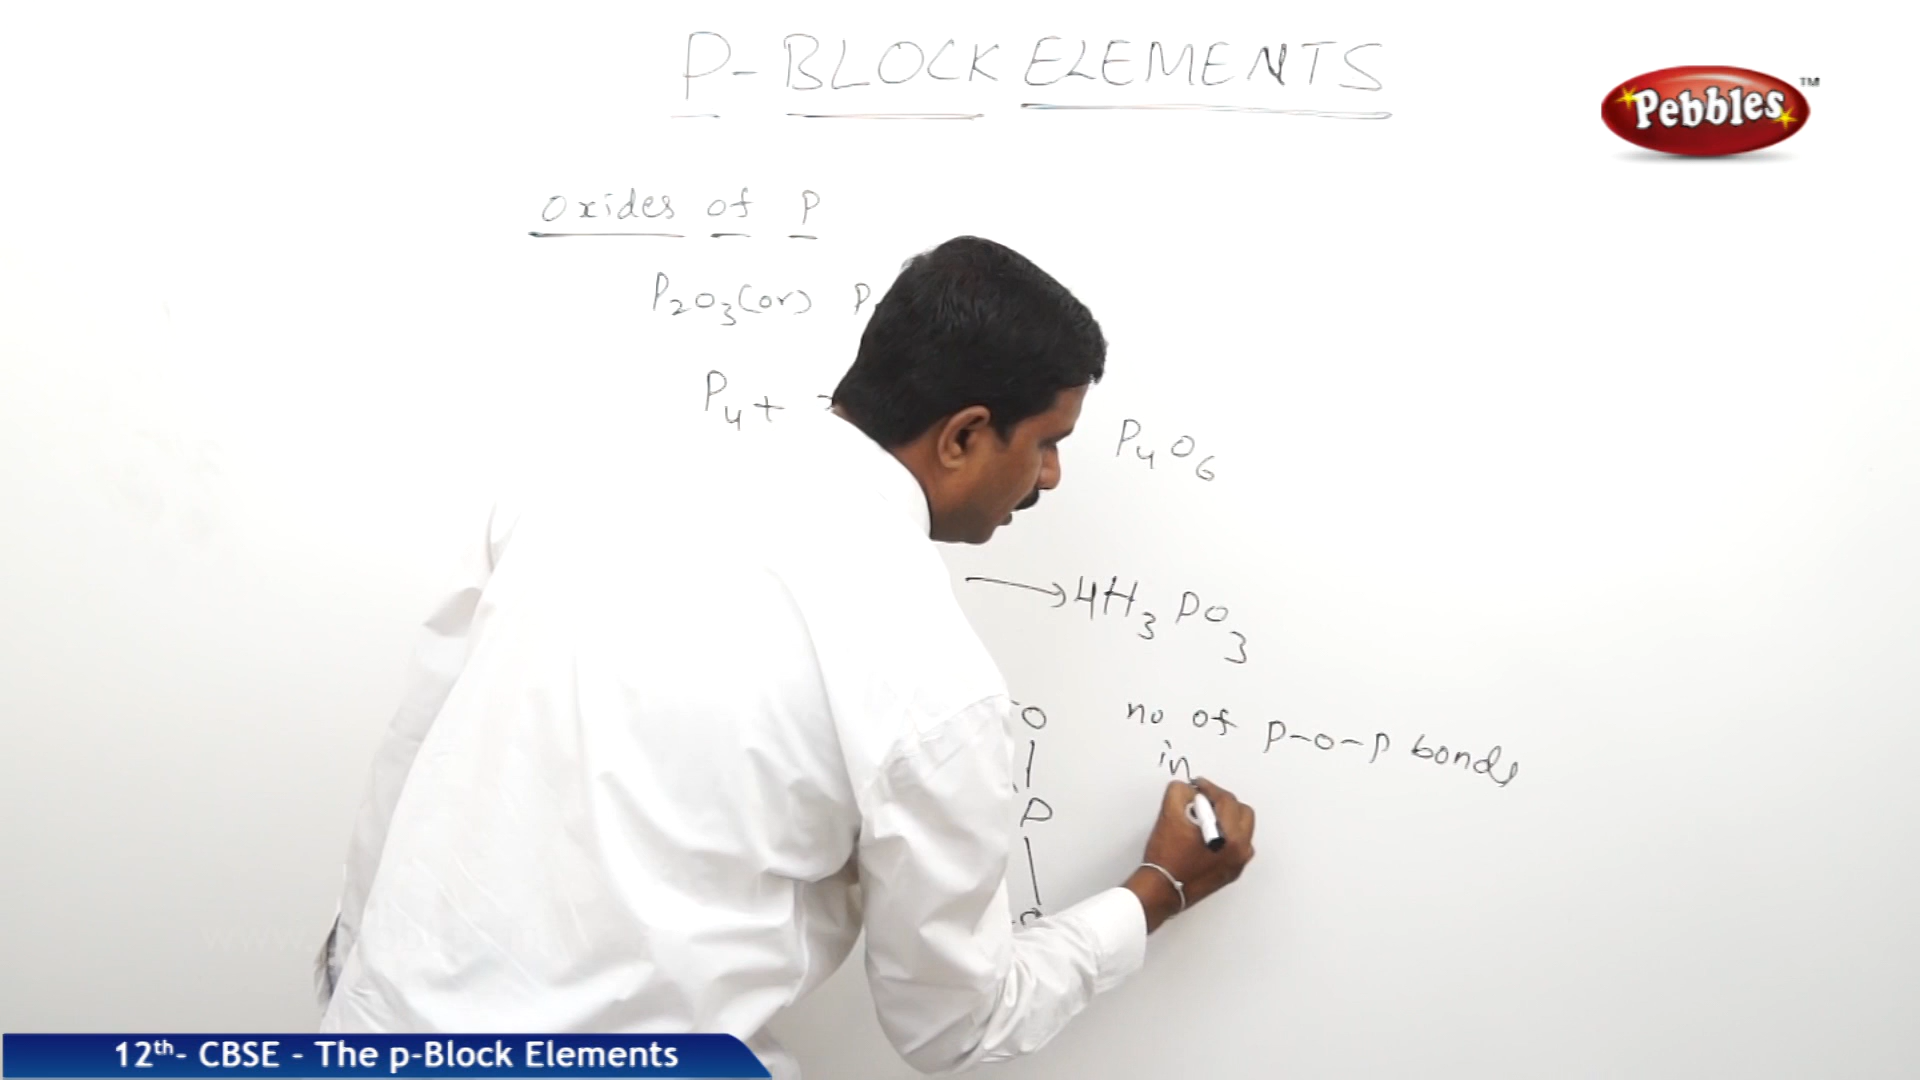 P-BLOCK ELEMENTS
Pebbles TM
oxides of P
P2O3(or) P
P4 +
P4O6
→ 4H3PO3
O
no of P-O-P bonds
in
P
12th- CBSE - The p-Block Elements